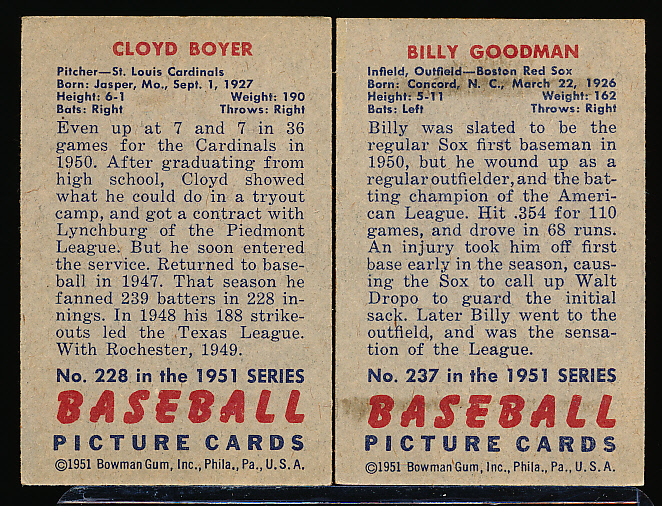 CLOYD BOYER
Pitcher—St. Louis Cardinals
Born: Jasper, Mo., Sept. 1, 1927
Height: 6-1 Weight: 190
Bats: Right Throws: Right
Even up at 7 and 7 in 36
games for the Cardinals in
1950. After graduating from
high school, Cloyd showed
what he could do in a tryout
camp, and got a contract with
Lynchburg of the Piedmont
League. But he soon entered
the service. Returned to base-
ball in 1947. That season he
fanned 239 batters in 228 in-
nings. In 1948 his 188 strike-
outs led the Texas League.
With Rochester, 1949.
No. 228 in the 1951 SERIES
BASEBALL
PICTURE CARDS
©1951 Bowman Gum, Inc., Phila., Pa., U.S.A.
BILLY GOODMAN
Infield, Outfield—Boston Red Sox
Born: Concord, N. C., March 22, 1926
Height: 5-11 Weight: 162
Bats: Left Throws: Right
Billy was slated to be the
regular Sox first baseman in
1950, but he wound up as a
regular outfielder, and the bat-
ting champion of the Ameri-
can League. Hit .354 for 110
games, and drove in 68 runs.
An injury took him off first
base early in the season, caus-
ing the Sox to call up Walt
Dropo to guard the initial
sack. Later Billy went to the
outfield, and was the sensa-
tion of the League.
No. 237 in the 1951 SERIES
BASEBALL
PICTURE CARDS
©1951 Bowman Gum, Inc., Phila., Pa., U.S.A.